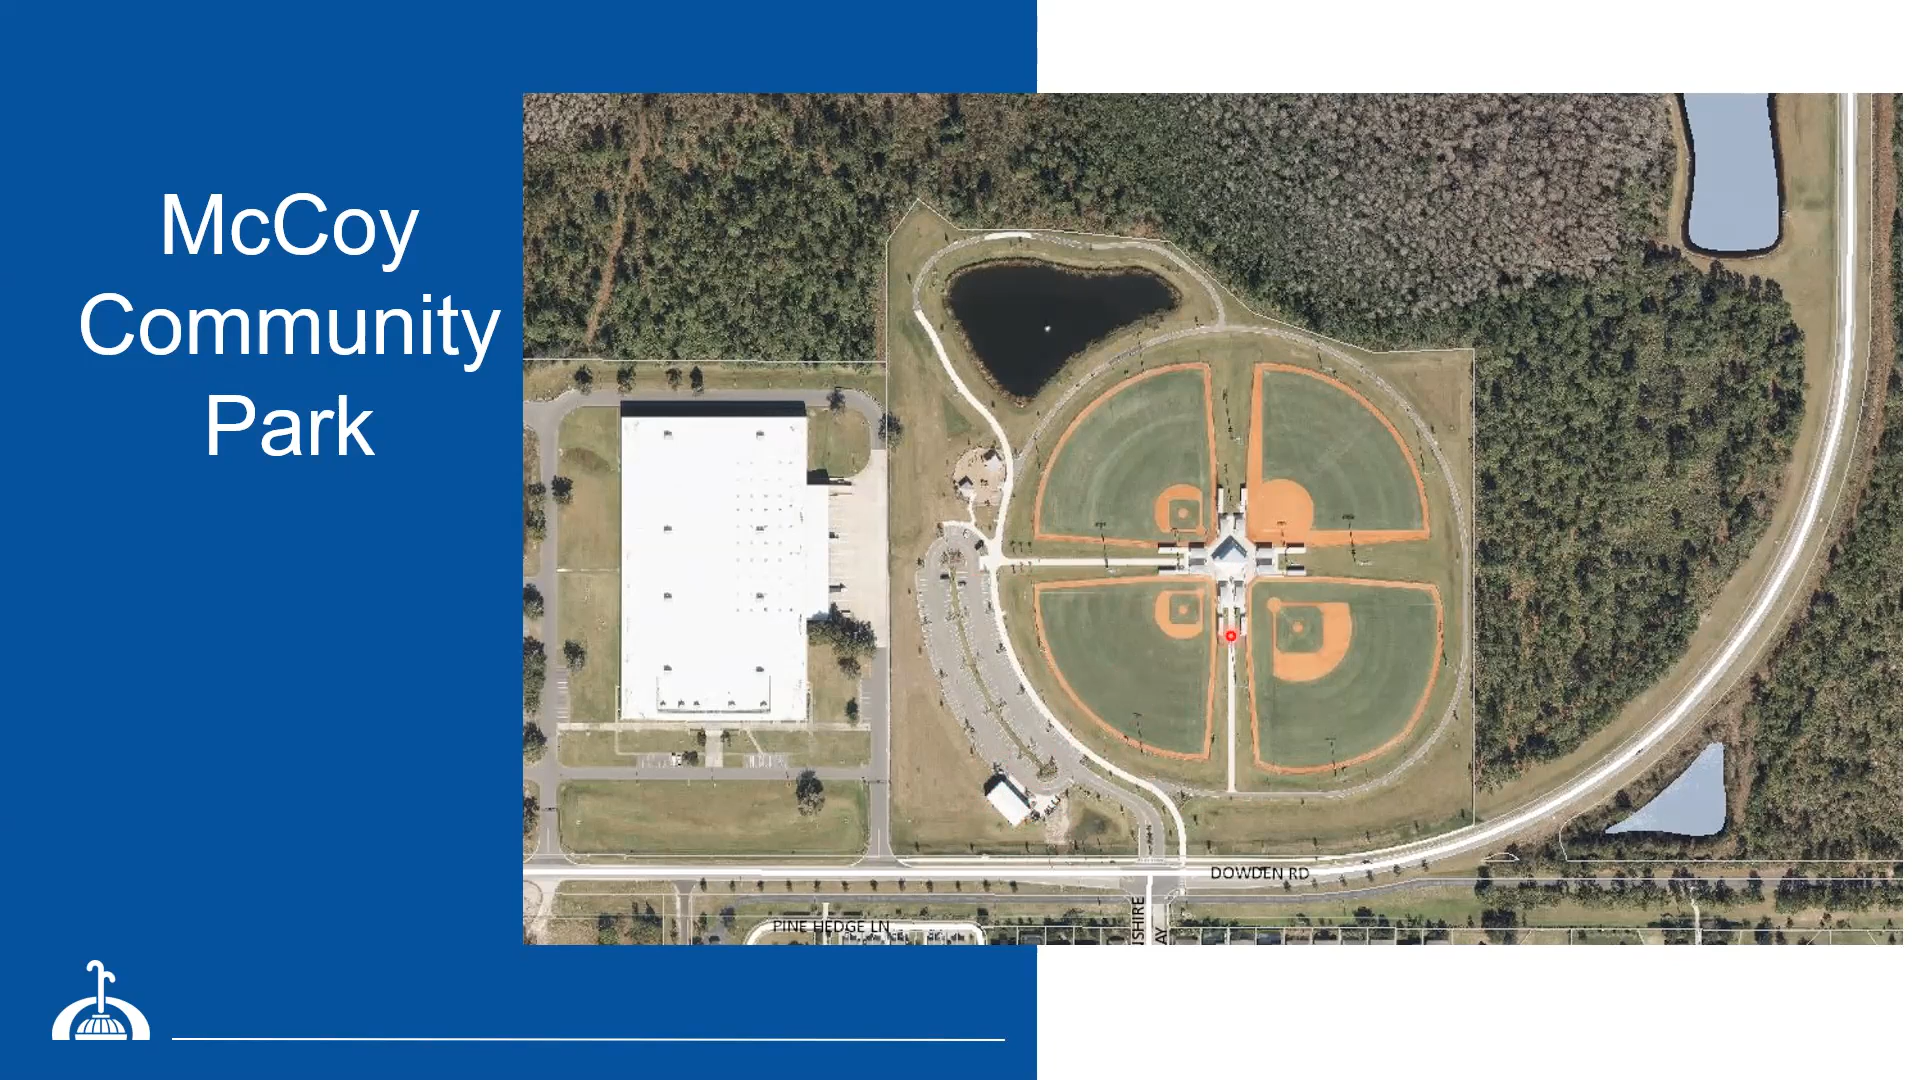 McCoy
Community
Park
DOWDEN RD
PINE HEDGE LN